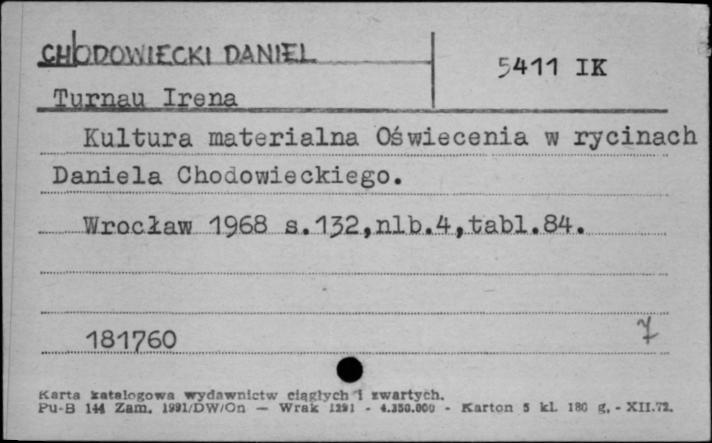 CHODOWIECKI DANIEL
5411 IK
Turnau Irena
Kultura materialna Oświecenia w rycinach
Daniela Chodowieckiego.
Wrocław 1968 s.132,nlb.4,tabl.84.
181760
7
Karta katalogowa wydawnictw ciągłych i zwartych.
Pu-B 144 Zam. 1991/DW/On — Wrak 1291 - 4.350.000 - Karton 5 kl. 180 g. - XII.72.